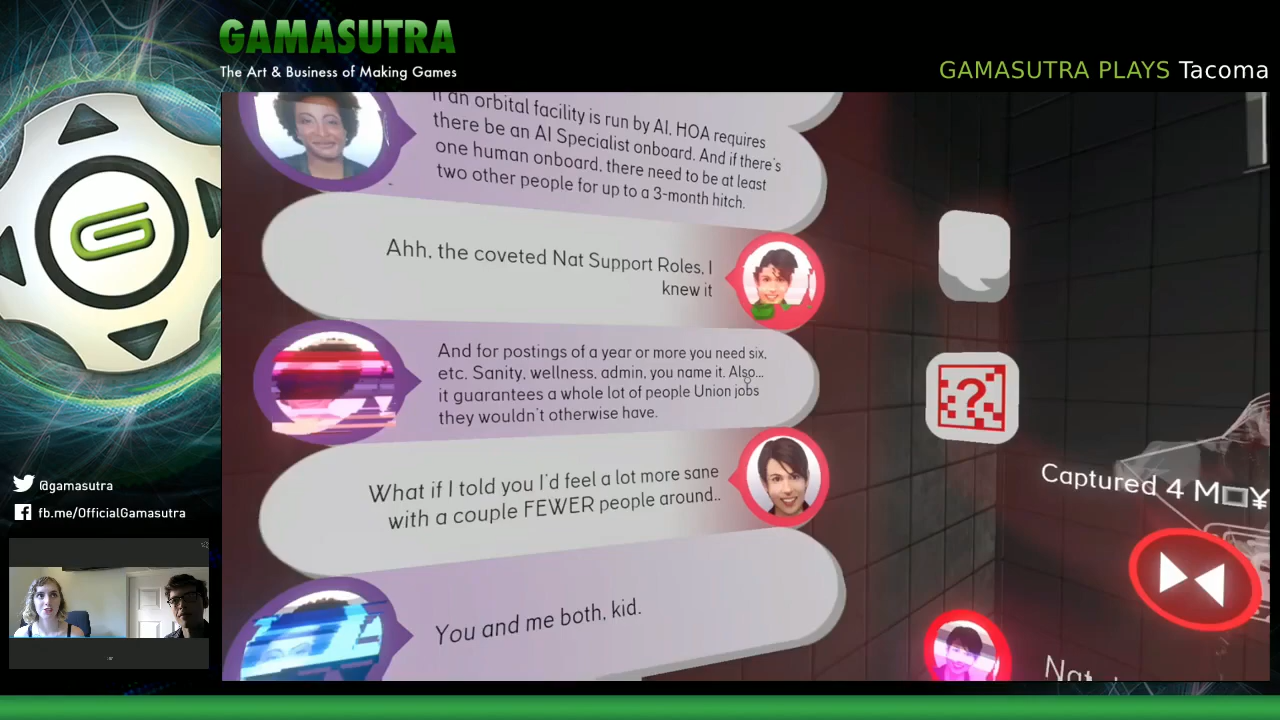 GAMASUTRA
The Art & Business of Making Games
GAMASUTRA PLAYS Tacoma
If an orbital facility is run by AI, HOA requires
there be an AI Specialist onboard. And if there's
one human onboard, there need to be at least
two other people for up to a 3-month hitch.
Ahh, the coveted Nat Support Roles, I
knew it
And for postings of a year or more you need six,
etc. Sanity, wellness, admin, you name it. Also...
it guarantees a whole lot of people Union jobs
they wouldn't otherwise have.
What if I told you I'd feel a lot more sane
with a couple FEWER people around..
You and me both, kid.
?
Captured 4 M
Nat
@gamasutra
fb.me/OfficialGamasutra